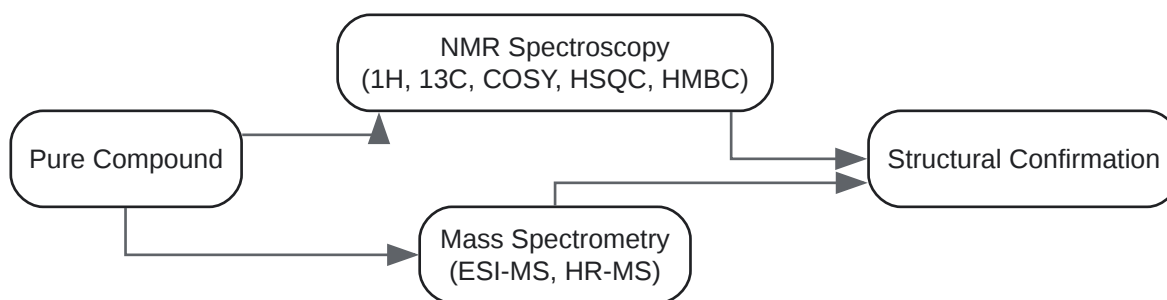 NMR Spectroscopy
(1H, 13C, COSY, HSQC, HMBC)
Pure Compound
Structural Confirmation
Mass Spectrometry
(ESI-MS, HR-MS)